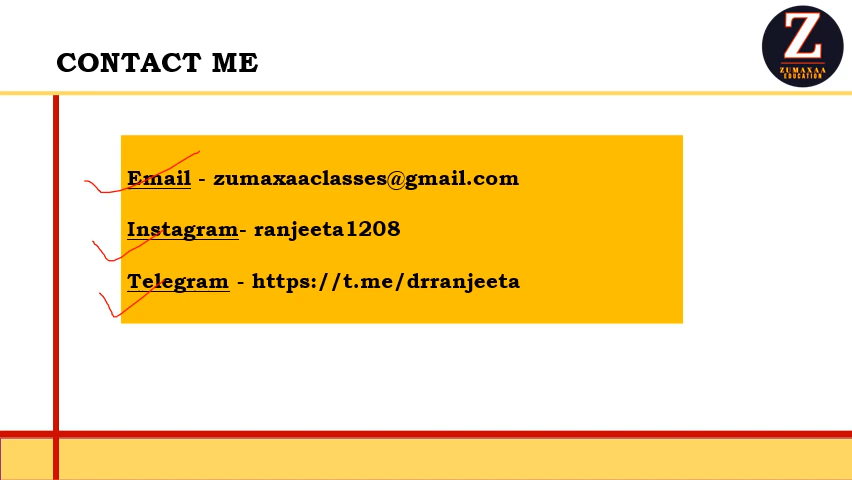 CONTACT ME
Z
ZUMAXAA
EDUCATION
Email - zumaxaaclasses@gmail.com
Instagram- ranjeeta1208
Telegram - https://t.me/drranjeeta